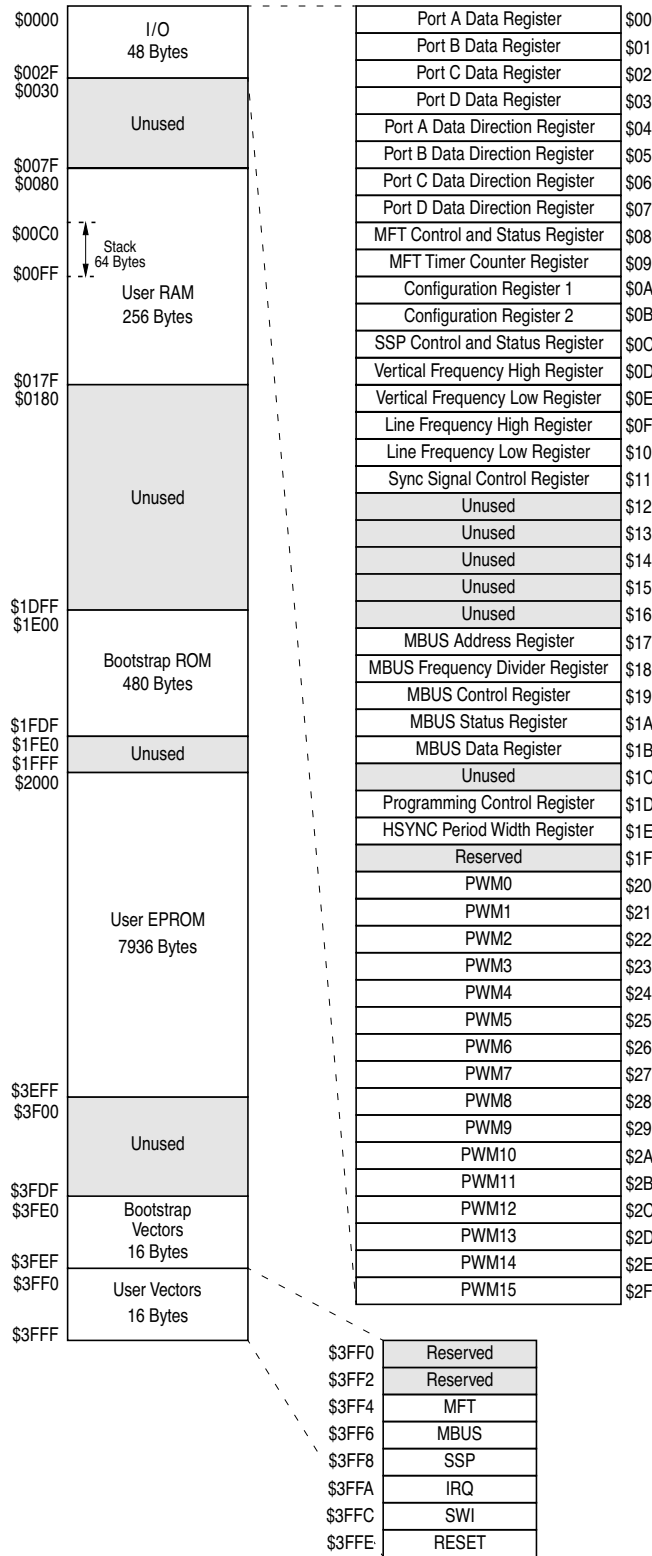 $0000
I/O
48 Bytes
$002F
$0030
Unused
$007F
$0080
$00C0
Stack
64 Bytes
$00FF
User RAM
256 Bytes
$017F
$0180
Unused
$1DFF
$1E00
Bootstrap ROM
480 Bytes
$1FDF
$1FE0
Unused
$1FFF
$2000
User EPROM
7936 Bytes
$3EFF
$3F00
Unused
$3FDF
$3FE0
Bootstrap
Vectors
16 Bytes
$3FEF
$3FF0
User Vectors
16 Bytes
$3FFF
Port A Data Register $00
Port B Data Register $01
Port C Data Register $02
Port D Data Register $03
Port A Data Direction Register $04
Port B Data Direction Register $05
Port C Data Direction Register $06
Port D Data Direction Register $07
MFT Control and Status Register $08
MFT Timer Counter Register $09
Configuration Register 1 $0A
Configuration Register 2 $0B
SSP Control and Status Register $0C
Vertical Frequency High Register $0D
Vertical Frequency Low Register $0E
Line Frequency High Register $0F
Line Frequency Low Register $10
Sync Signal Control Register $11
Unused $12
Unused $13
Unused $14
Unused $15
Unused $16
MBUS Address Register $17
MBUS Frequency Divider Register $18
MBUS Control Register $19
MBUS Status Register $1A
MBUS Data Register $1B
Unused $1C
Programming Control Register $1D
HSYNC Period Width Register $1E
Reserved $1F
PWM0 $20
PWM1 $21
PWM2 $22
PWM3 $23
PWM4 $24
PWM5 $25
PWM6 $26
PWM7 $27
PWM8 $28
PWM9 $29
PWM10 $2A
PWM11 $2B
PWM12 $2C
PWM13 $2D
PWM14 $2E
PWM15 $2F
$3FF0 Reserved
$3FF2 Reserved
$3FF4 MFT
$3FF6 MBUS
$3FF8 SSP
$3FFA IRQ
$3FFC SWI
$3FFE RESET